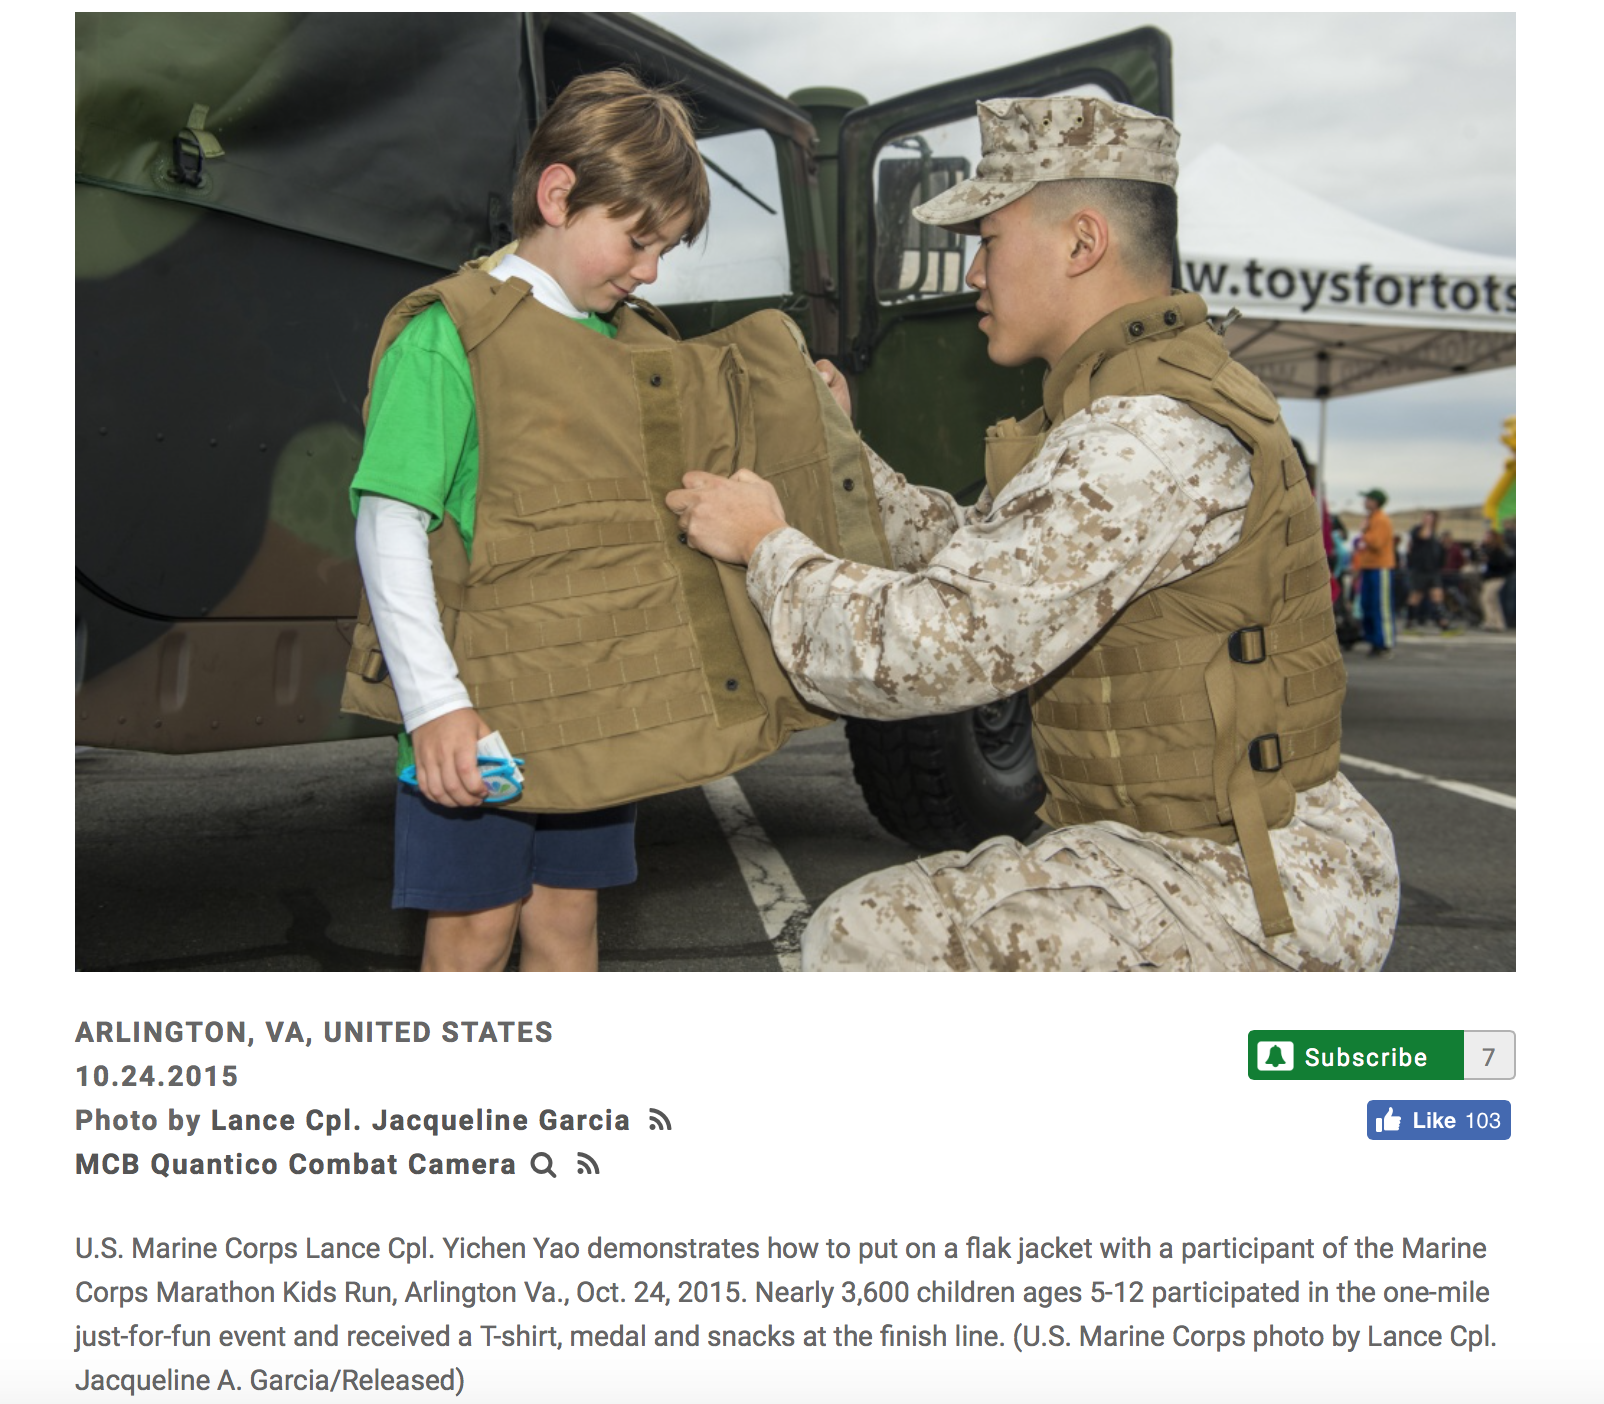 w.toysfortots
ARLINGTON, VA, UNITED STATES
10.24.2015
Photo by Lance Cpl. Jacqueline Garcia
MCB Quantico Combat Camera
Subscribe 7
Like 103
U.S. Marine Corps Lance Cpl. Yichen Yao demonstrates how to put on a flak jacket with a participant of the Marine
Corps Marathon Kids Run, Arlington Va., Oct. 24, 2015. Nearly 3,600 children ages 5-12 participated in the one-mile
just-for-fun event and received a T-shirt, medal and snacks at the finish line. (U.S. Marine Corps photo by Lance Cpl.
Jacqueline A. Garcia/Released)